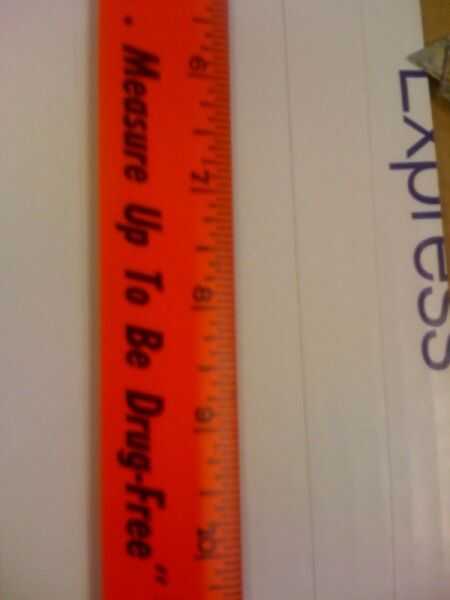 . Measure Up To Be Drug-Free"
6 7 8 9 10
Express